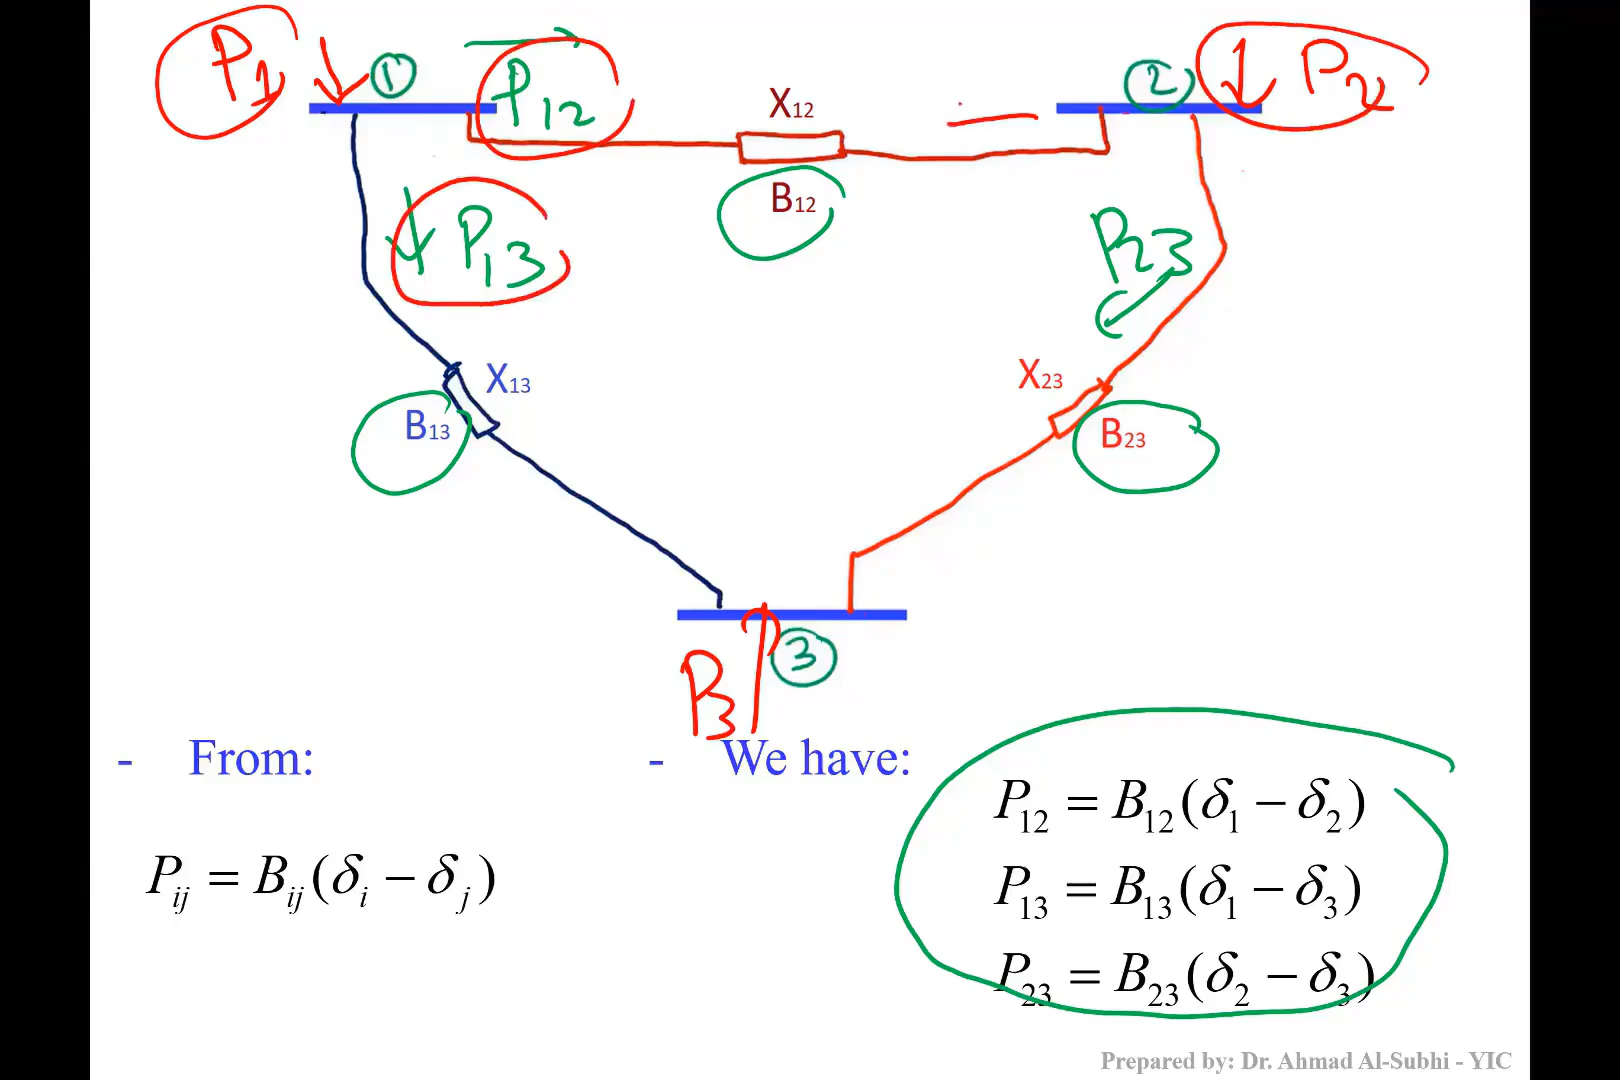 P1 ① P12 X12 ② P2
B12
P13 P23
X13 X23
B13 B23
③
P3
- From: - We have:
P12 = B12(δ1 − δ2)
Pij = Bij(δi − δj)
P13 = B13(δ1 − δ3)
P23 = B23(δ2 − δ3)
Prepared by: Dr. Ahmad Al-Subhi - YIC